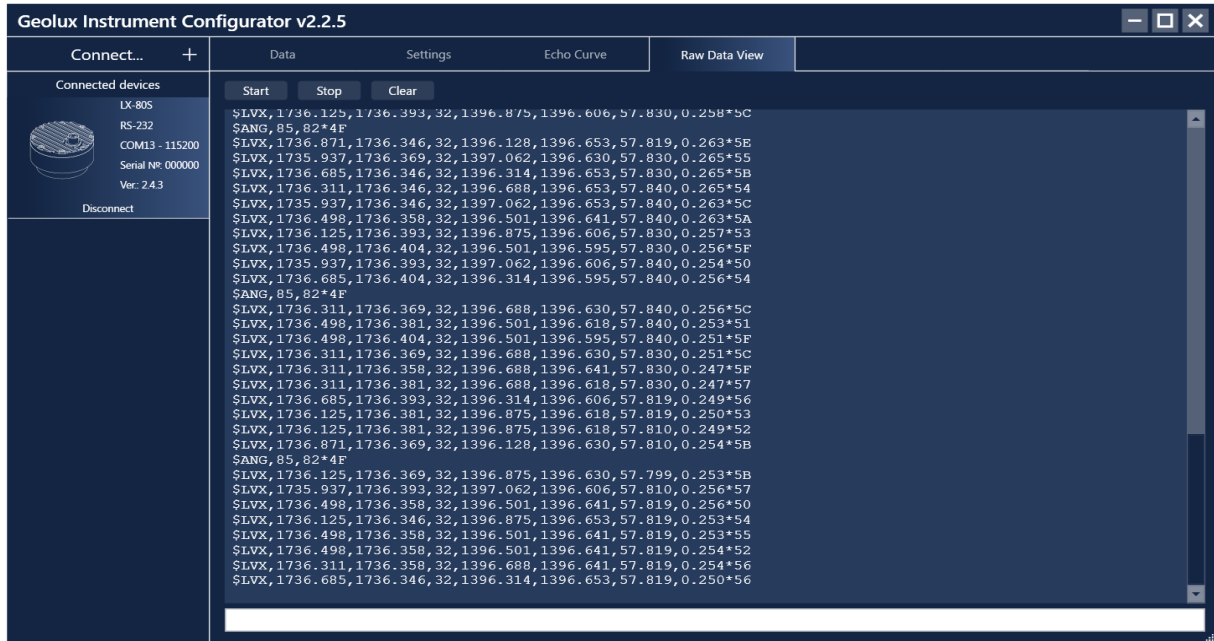 Geolux Instrument Configurator v2.2.5
Connect... +
Data Settings Echo Curve Raw Data View
Connected devices
LX-80S
RS-232
COM13 - 115200
Serial Nº: 000000
Ver.: 2.4.3
Disconnect
Start Stop Clear
$LVX,1736.125,1736.393,32,1396.875,1396.606,57.830,0.258*5C
$ANG,85,82*4F
$LVX,1736.871,1736.346,32,1396.128,1396.653,57.819,0.263*5E
$LVX,1735.937,1736.369,32,1397.062,1396.630,57.830,0.265*55
$LVX,1736.685,1736.346,32,1396.314,1396.653,57.830,0.265*5B
$LVX,1736.311,1736.346,32,1396.688,1396.653,57.840,0.265*54
$LVX,1735.937,1736.346,32,1397.062,1396.653,57.840,0.263*5C
$LVX,1736.498,1736.358,32,1396.501,1396.641,57.840,0.263*5A
$LVX,1736.125,1736.393,32,1396.875,1396.606,57.830,0.257*53
$LVX,1736.498,1736.404,32,1396.501,1396.595,57.830,0.256*5F
$LVX,1735.937,1736.393,32,1397.062,1396.606,57.840,0.254*50
$LVX,1736.685,1736.404,32,1396.314,1396.595,57.840,0.256*54
$ANG,85,82*4F
$LVX,1736.311,1736.369,32,1396.688,1396.630,57.840,0.256*5C
$LVX,1736.498,1736.381,32,1396.501,1396.618,57.840,0.253*51
$LVX,1736.498,1736.404,32,1396.501,1396.595,57.840,0.251*5F
$LVX,1736.311,1736.369,32,1396.688,1396.630,57.830,0.251*5C
$LVX,1736.311,1736.358,32,1396.688,1396.641,57.830,0.247*5F
$LVX,1736.311,1736.381,32,1396.688,1396.618,57.830,0.247*57
$LVX,1736.685,1736.393,32,1396.314,1396.606,57.819,0.249*56
$LVX,1736.125,1736.381,32,1396.875,1396.618,57.819,0.250*53
$LVX,1736.125,1736.381,32,1396.875,1396.618,57.810,0.249*52
$LVX,1736.871,1736.369,32,1396.128,1396.630,57.810,0.254*5B
$ANG,85,82*4F
$LVX,1736.125,1736.369,32,1396.875,1396.630,57.799,0.253*5B
$LVX,1735.937,1736.393,32,1397.062,1396.606,57.810,0.256*57
$LVX,1736.498,1736.358,32,1396.501,1396.641,57.819,0.256*50
$LVX,1736.125,1736.346,32,1396.875,1396.653,57.819,0.253*54
$LVX,1736.498,1736.358,32,1396.501,1396.641,57.819,0.253*55
$LVX,1736.498,1736.358,32,1396.501,1396.641,57.819,0.254*52
$LVX,1736.311,1736.358,32,1396.688,1396.641,57.819,0.254*56
$LVX,1736.685,1736.346,32,1396.314,1396.653,57.819,0.250*56